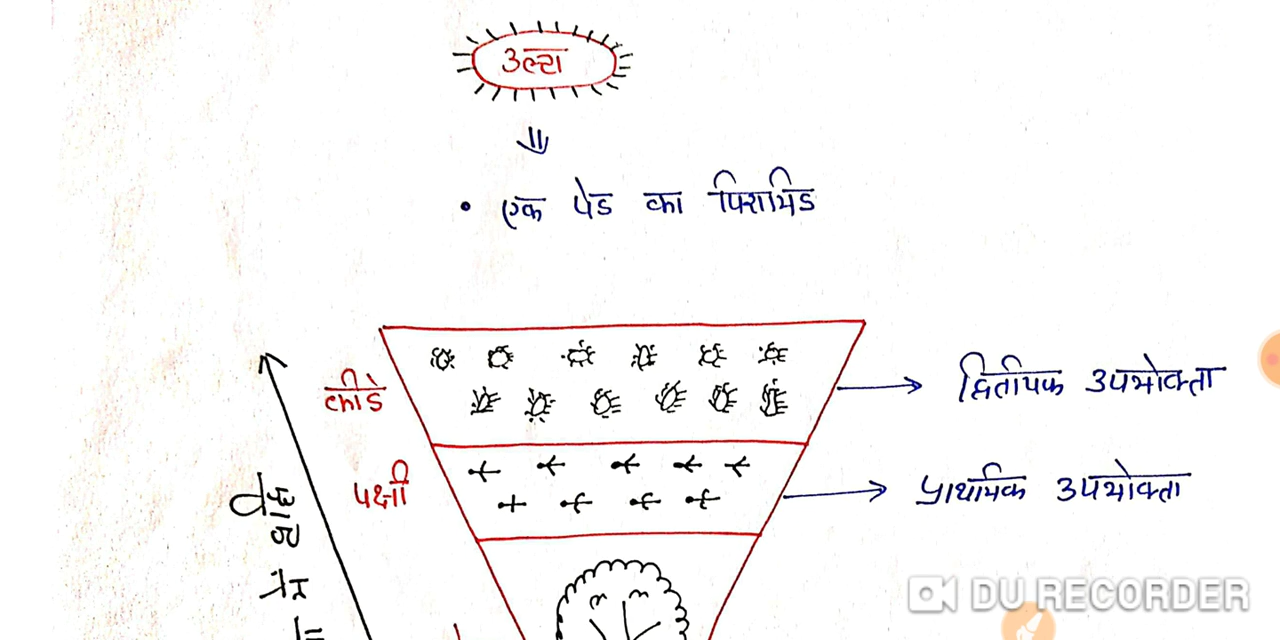 उल्टा
• एक पेड का पिरामिड
कीडे
द्वितीयक उपभोक्ता
पक्षी
प्राथमिक उपभोक्ता
DU RECORDER